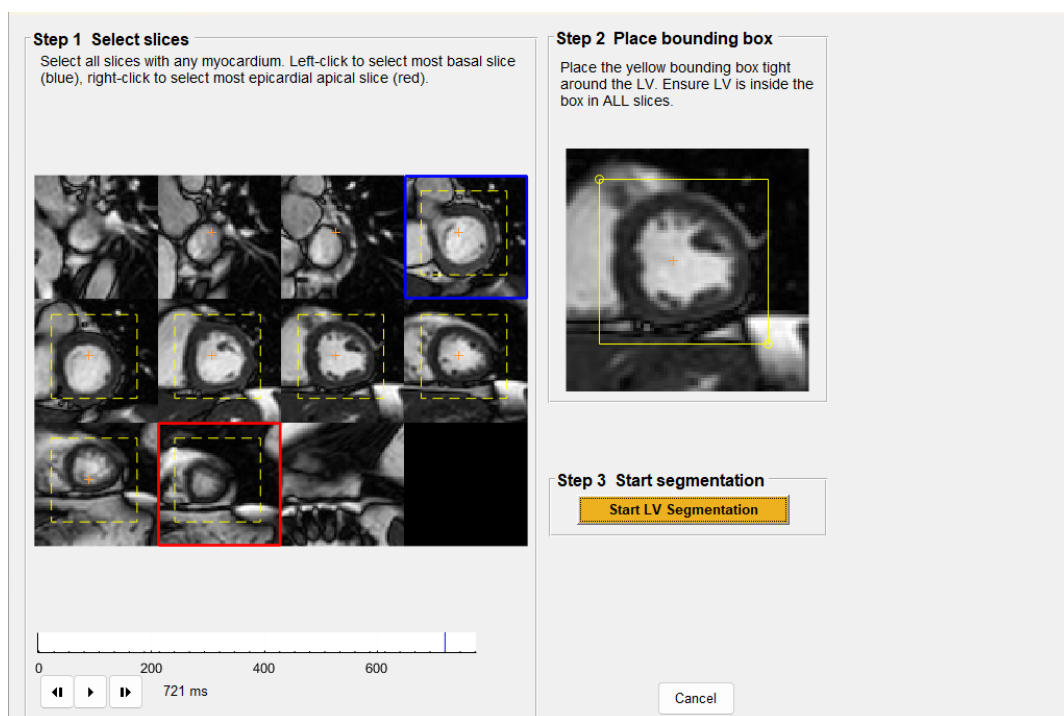 Step 1 Select slices
Select all slices with any myocardium. Left-click to select most basal slice
(blue), right-click to select most epicardial apical slice (red).
Step 2 Place bounding box
Place the yellow bounding box tight
around the LV. Ensure LV is inside the
box in ALL slices.
Step 3 Start segmentation
Start LV Segmentation
0 200 400 600
721 ms
Cancel